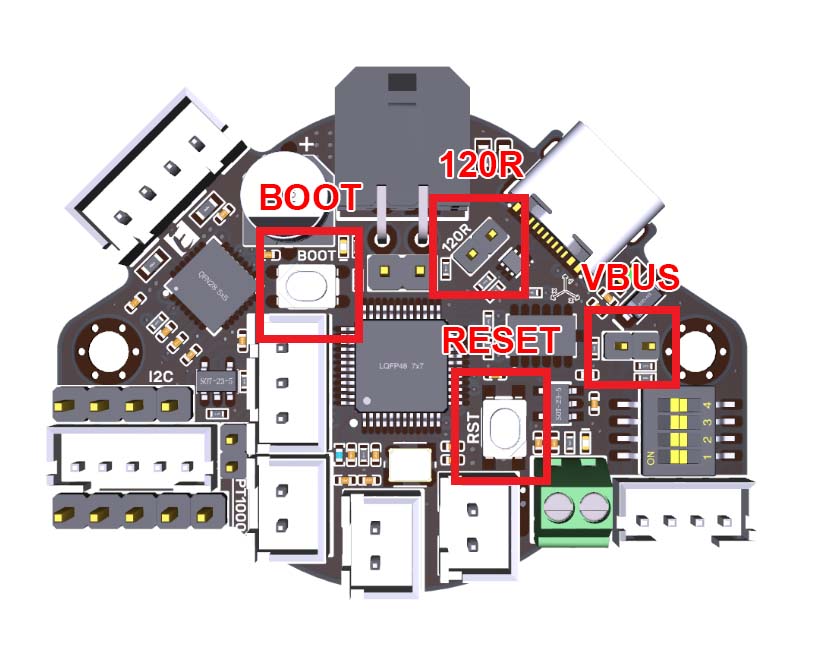 120R
BOOT
+
120R
BOOT
VBUS
QFN28 5x5
RESET
LQFP48 7x7
I2C
SOT-23-5
SOT-23-5
RST
ON
1 2 3 4
PT1000